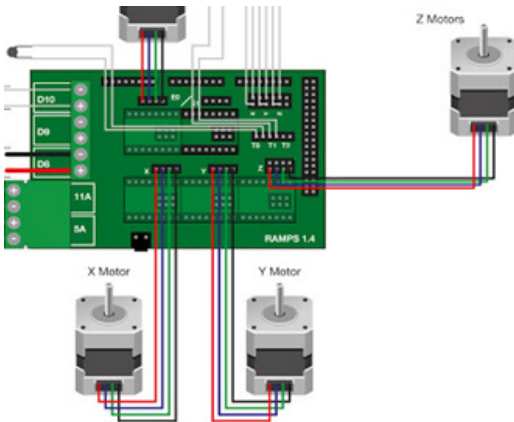 Z Motors
D10
E0
D9
X Y Z
T0 T1 T2
D8
X
Y
Z
11A
5A
RAMPS 1.4
X Motor
Y Motor